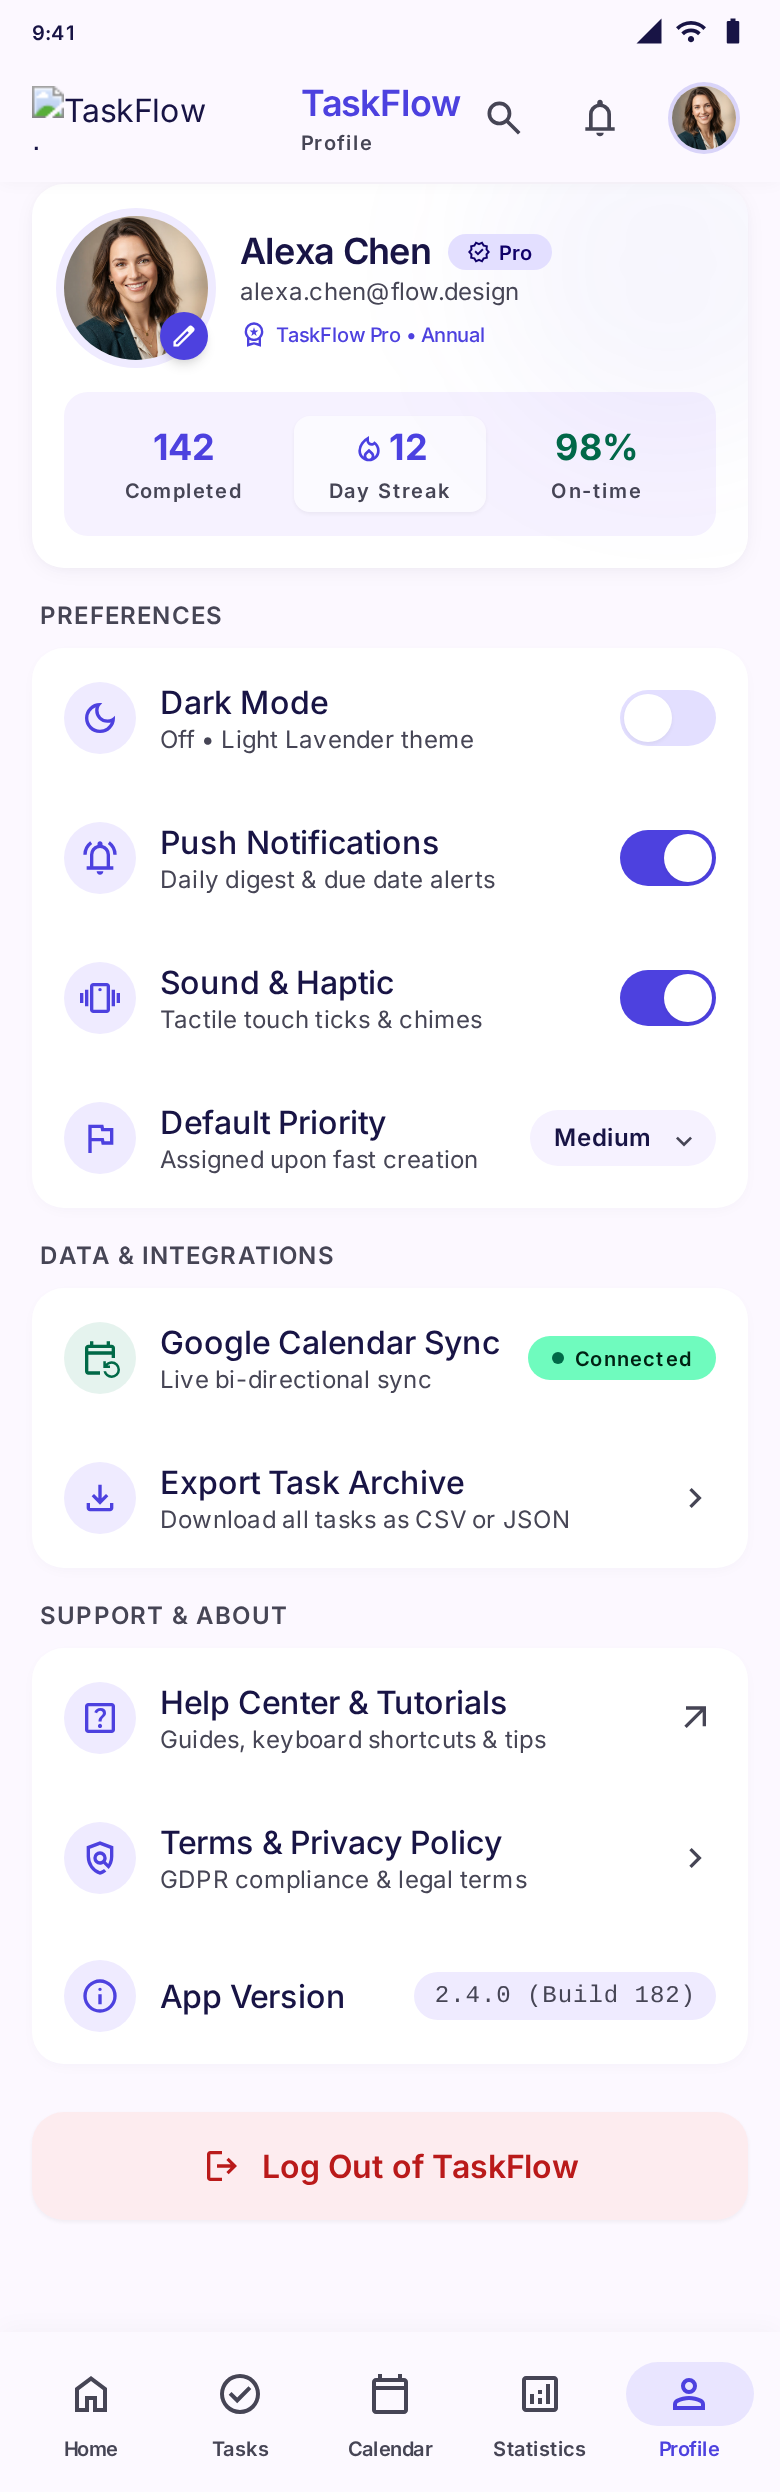 9:41
TaskFlow
.
TaskFlow
Profile
Alexa Chen
Pro
alexa.chen@flow.design
TaskFlow Pro • Annual
142
12
98%
Completed
Day Streak
On-time
PREFERENCES
Dark Mode
Off • Light Lavender theme
Push Notifications
Daily digest & due date alerts
Sound & Haptic
Tactile touch ticks & chimes
Default Priority
Assigned upon fast creation
Medium
DATA & INTEGRATIONS
Google Calendar Sync
Live bi-directional sync
Connected
Export Task Archive
Download all tasks as CSV or JSON
SUPPORT & ABOUT
Help Center & Tutorials
Guides, keyboard shortcuts & tips
Terms & Privacy Policy
GDPR compliance & legal terms
App Version
2.4.0 (Build 182)
Log Out of TaskFlow
Home
Tasks
Calendar
Statistics
Profile